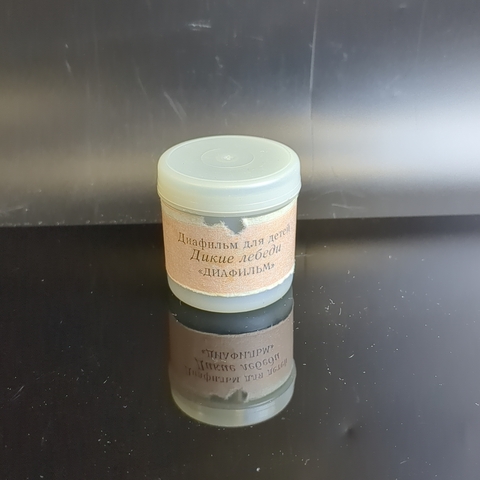 Диафильм для детей
Дикие лебеди
«ДИАФИЛЬМ»